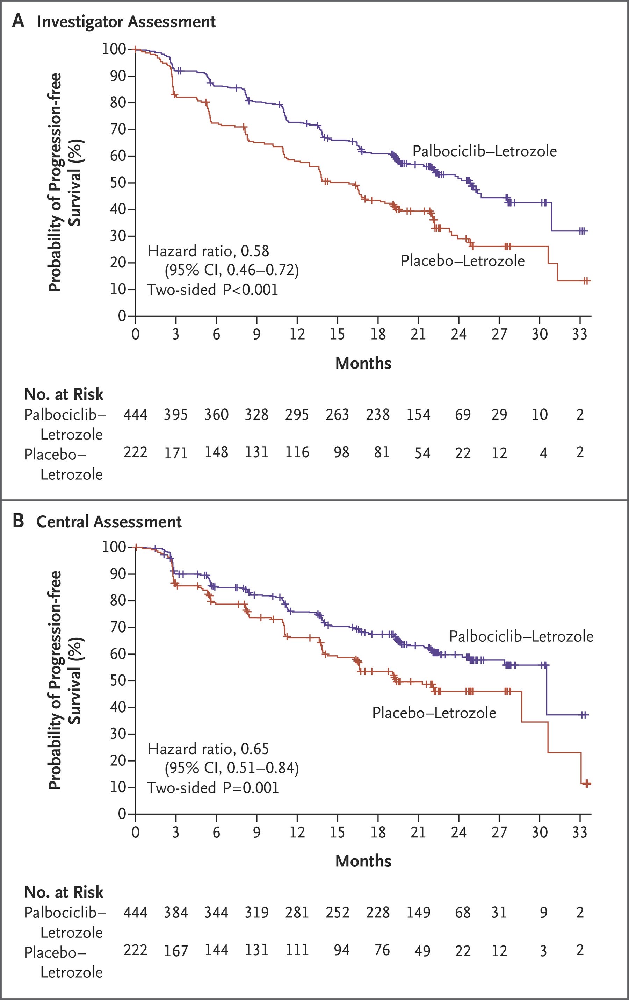 A Investigator Assessment
Probability of Progression-free
Survival (%)
100
90
80
70
60
50
40
30
20
10
0
Palbociclib–Letrozole
Placebo–Letrozole
Hazard ratio, 0.58
(95% CI, 0.46–0.72)
Two-sided P<0.001
0 3 6 9 12 15 18 21 24 27 30 33
Months
No. at Risk
Palbociclib– 444 395 360 328 295 263 238 154 69 29 10 2
Letrozole
Placebo– 222 171 148 131 116 98 81 54 22 12 4 2
Letrozole
B Central Assessment
Probability of Progression-free
Survival (%)
100
90
80
70
60
50
40
30
20
10
0
Palbociclib–Letrozole
Placebo–Letrozole
Hazard ratio, 0.65
(95% CI, 0.51–0.84)
Two-sided P=0.001
0 3 6 9 12 15 18 21 24 27 30 33
Months
No. at Risk
Palbociclib– 444 384 344 319 281 252 228 149 68 31 9 2
Letrozole
Placebo– 222 167 144 131 111 94 76 49 22 12 3 2
Letrozole